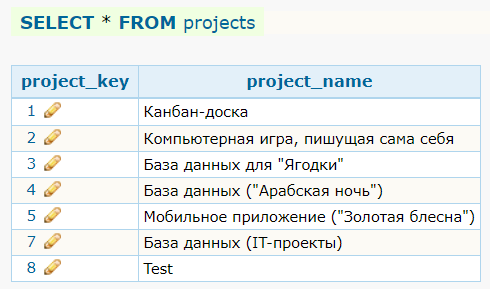 SELECT * FROM projects
project_key project_name
1 Канбан-доска
2 Компьютерная игра, пишущая сама себя
3 База данных для "Ягодки"
4 База данных ("Арабская ночь")
5 Мобильное приложение ("Золотая блесна")
7 База данных (IT-проекты)
8 Test